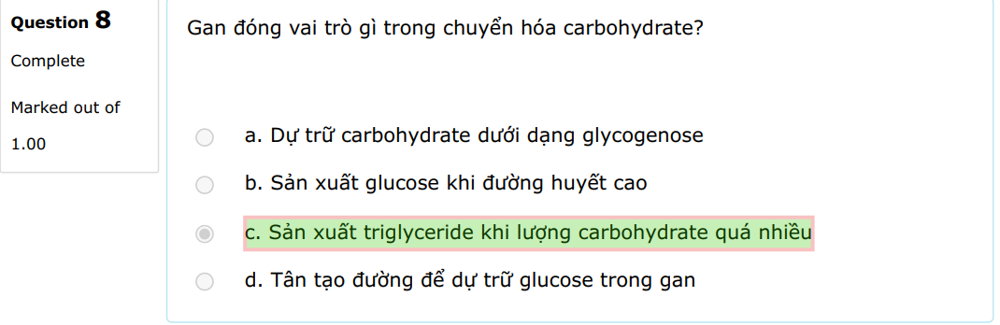 Question 8
Complete
Marked out of
1.00
Gan đóng vai trò gì trong chuyển hóa carbohydrate?
a. Dự trữ carbohydrate dưới dạng glycogenose
b. Sản xuất glucose khi đường huyết cao
c. Sản xuất triglyceride khi lượng carbohydrate quá nhiều
d. Tân tạo đường để dự trữ glucose trong gan